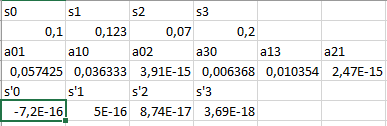 s0 s1 s2 s3
0,1 0,123 0,07 0,2
a01 a10 a02 a30 a13 a21
0,057425 0,036333 3,91E-15 0,006368 0,010354 2,47E-15
s'0 s'1 s'2 s'3
-7,2E-16 5E-16 8,74E-17 3,69E-18